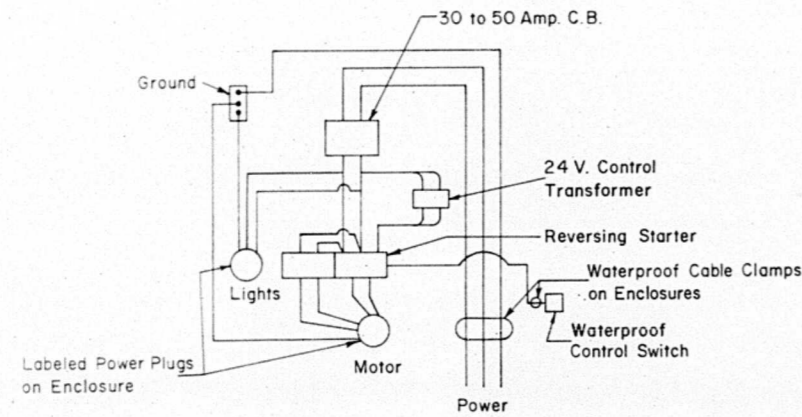 30 to 50 Amp. C.B.
Ground
24 V. Control
Transformer
Reversing Starter
Waterproof Cable Clamps
on Enclosures
Lights
Waterproof
Control Switch
Labeled Power Plugs
on Enclosure
Motor
Power